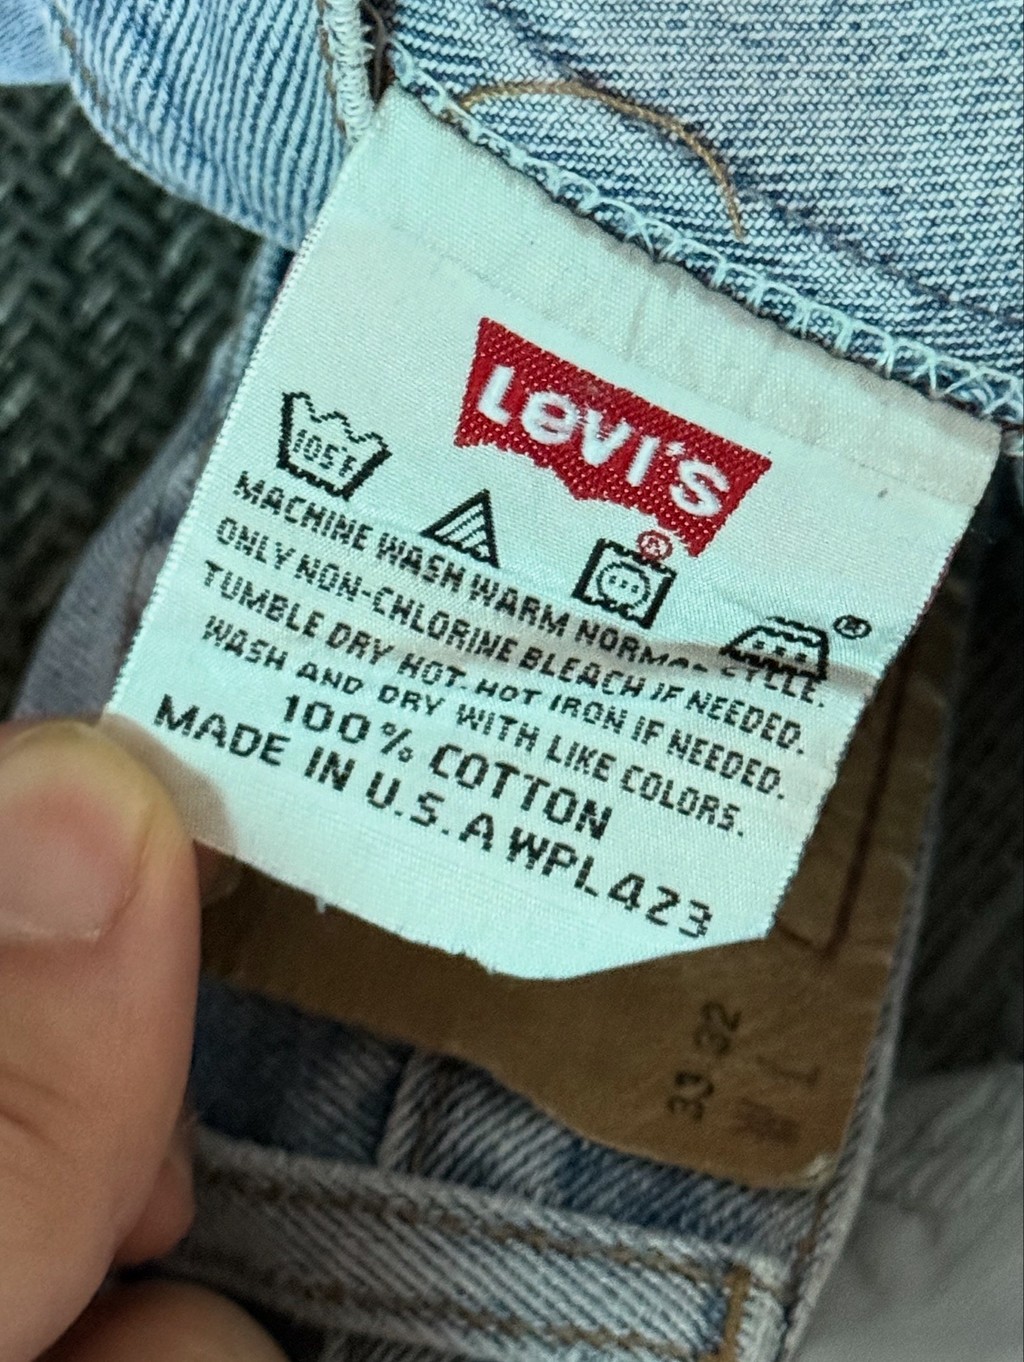 Levi's
®
105°F
®
MACHINE WASH WARM NORMAL CYCLE.
ONLY NON-CHLORINE BLEACH IF NEEDED.
TUMBLE DRY HOT. HOT IRON IF NEEDED.
WASH AND DRY WITH LIKE COLORS.
100% COTTON
MADE IN U.S.A WPL423
33 32
W L